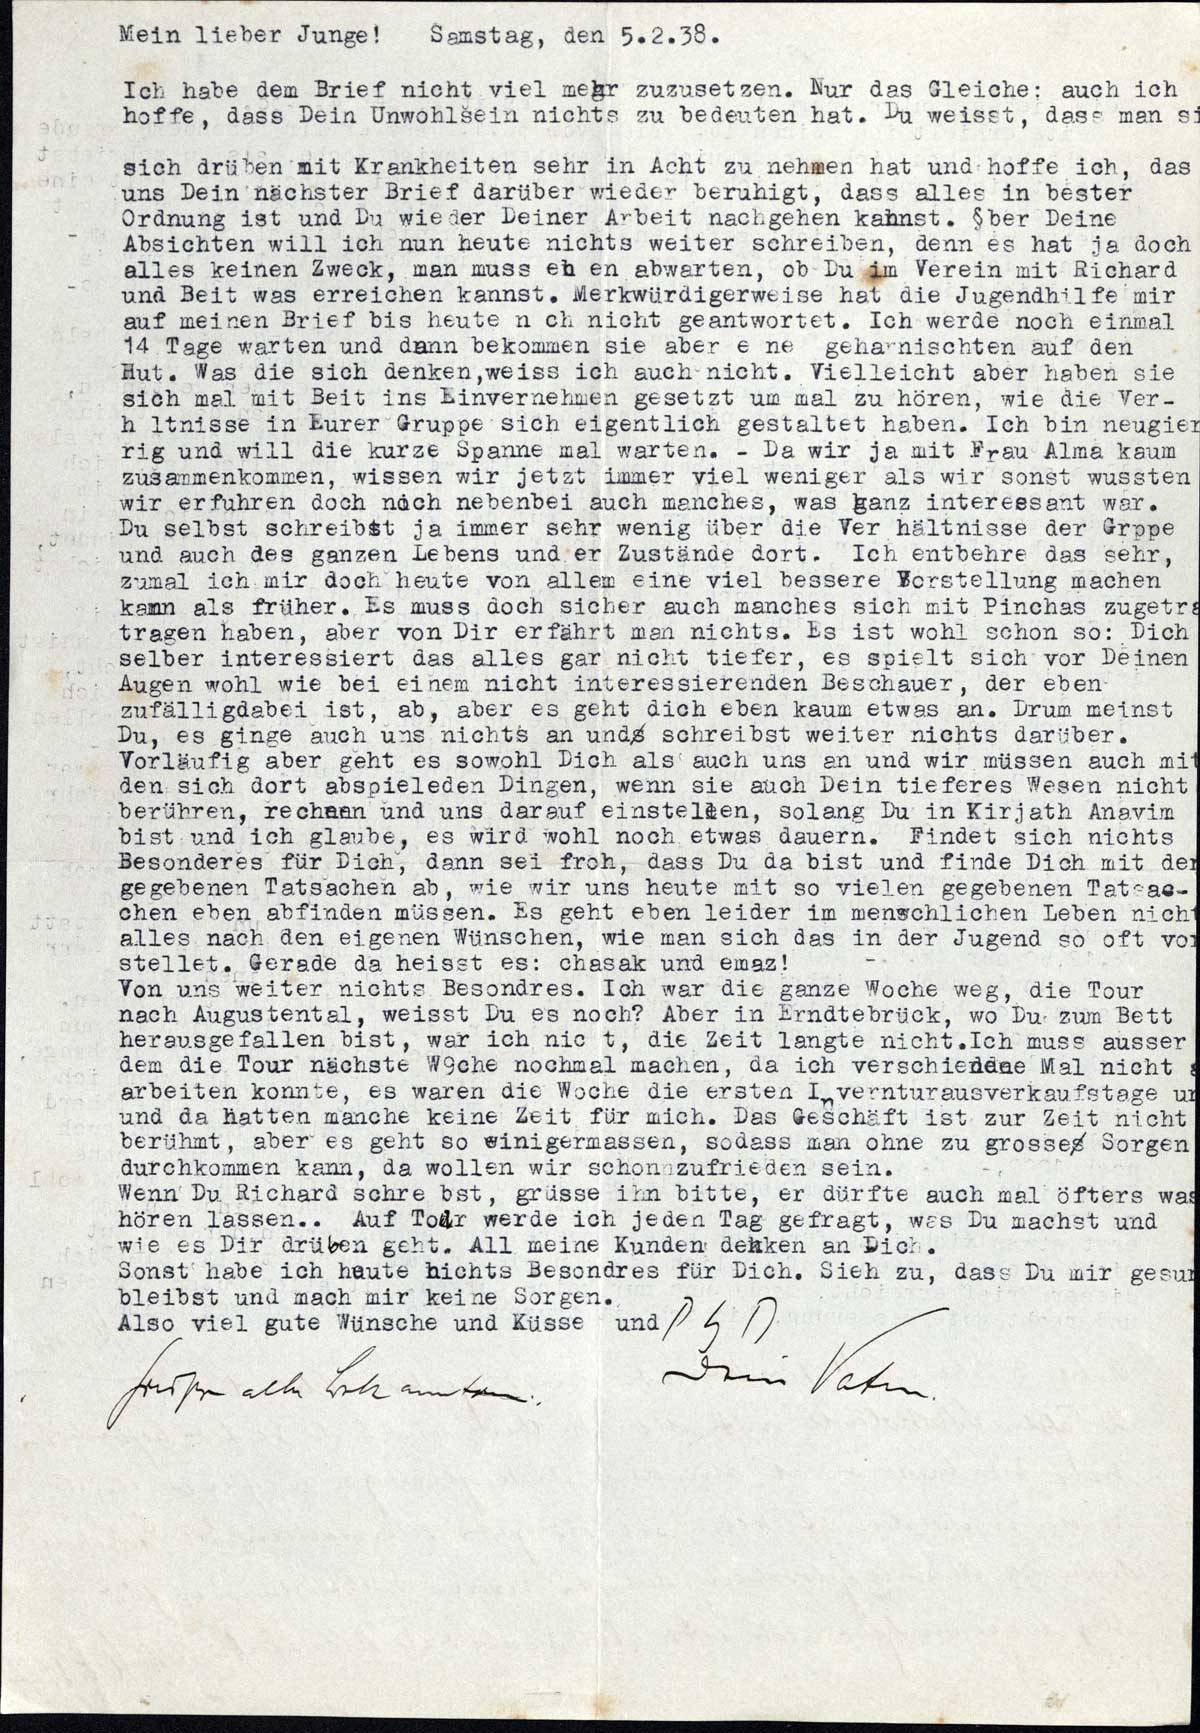 Mein lieber Junge!   Samstag, den 5.2.38.
Ich habe dem Brief nicht viel mehr zuzusetzen. Nur das Gleiche: auch ich
hoffe, dass Dein Unwohlsein nichts zu bedeuten hat. Du weisst, dass man si
sich drüben mit Krankheiten sehr in Acht zu nehmen hat und hoffe ich, das
uns Dein nächster Brief darüber wieder beruhigt, dass alles in bester
Ordnung ist und Du wieder Deiner Arbeit nachgehen kannst. §ber Deine
Absichten will ich nun heute nichts weiter schreiben, denn es hat ja doch
alles keinen Zweck, man muss eh en abwarten, ob Du im Verein mit Richard
und Beit was erreichen kannst. Merkwürdigerweise hat die Jugendhilfe mir
auf meinen Brief bis heute n ch nicht geantwortet. Ich werde noch einmal
14 Tage warten und dann bekommen sie aber e ne   geharnischten auf den
Hut. Was die sich denken,weiss ich auch nicht. Vielleicht aber haben sie
sich mal mit Beit ins Einvernehmen gesetzt um mal zu hören, wie die Ver-
h ltnisse in Eurer Gruppe sich eigentlich gestaltet haben. Ich bin neugier
rig und will die kurze Spanne mal warten. - Da wir ja mit Frau Alma kaum
zusammenkommen, wissen wir jetzt immer viel weniger als wir sonst wussten
wir erfuhren doch noch nebenbei auch manches, was ganz interessant war.
Du selbst schreibst ja immer sehr wenig über die Ver hältnisse der Grppe
und auch des ganzen Lebens und er Zustände dort.  Ich entbehre das sehr,
zumal ich mir doch heute von allem eine viel bessere Vorstellung machen
kann als früher. Es muss doch sicher auch manches sich mit Pinchas zugetra
tragen haben, aber von Dir erfährt man nichts. Es ist wohl schon so: Dich
selber interessiert das alles gar nicht tiefer, es spielt sich vor Deinen
Augen wohl wie bei einem nicht interessierenden Beschauer, der eben
zufälligdabei ist, ab, aber es geht dich eben kaum etwas an. Drum meinst
Du, es ginge auch uns nichts an und schreibst weiter nichts darüber.
Vorläufig aber geht es sowohl Dich als auch uns an und wir müssen auch mit
den sich dort abspieleden Dingen, wenn sie auch Dein tieferes Wesen nicht
berühren, rechnen und uns darauf einstellen, solang Du in Kirjath Anavim
bist und ich glaube, es wird wohl noch etwas dauern.  Findet sich nichts
Besonderes für Dich, dann sei froh, dass Du da bist und finde Dich mit den
gegebenen Tatsachen ab, wie wir uns heute mit so vielen gegebenen Tatsac-
chen eben abfinden müssen. Es geht eben leider im menschlichen Leben nicht
alles nach den eigenen Wünschen, wie man sich das in der Jugend so oft vor
stellet. Gerade da heisst es: chasak und emaz!
Von uns weiter nichts Besondres. Ich war die ganze Woche weg, die Tour
nach Augustental, weisst Du es noch? Aber in Erndtebrück, wo Du zum Bett
herausgefallen bist, war ich nic t, die Zeit langte nicht.Ich muss ausser
dem die Tour nächste W9che nochmal machen, da ich verschiedene Mal nicht
arbeiten konnte, es waren die Woche die ersten Invernturausverkaufstage un
und da hatten manche keine Zeit für mich. Das Geschäft ist zur Zeit nicht
berühmt, aber es geht so einigermassen, sodass man ohne zu grosse Sorgen
durchkommen kann, da wollen wir schon zufrieden sein.
Wenn Du Richard schre bst, grüsse ihn bitte, er dürfte auch mal öfters was
hören lassen..  Auf Tour werde ich jeden Tag gefragt, was Du machst und
wie es Dir drüben geht. All meine Kunden denken an Dich.
Sonst habe ich heute nichts Besondres für Dich. Sieh zu, dass Du mir gesun
bleibst und mach mir keine Sorgen.
Also viel gute Wünsche und Küsse  und
Dein Vater.
Grüsse alle Bekannten.